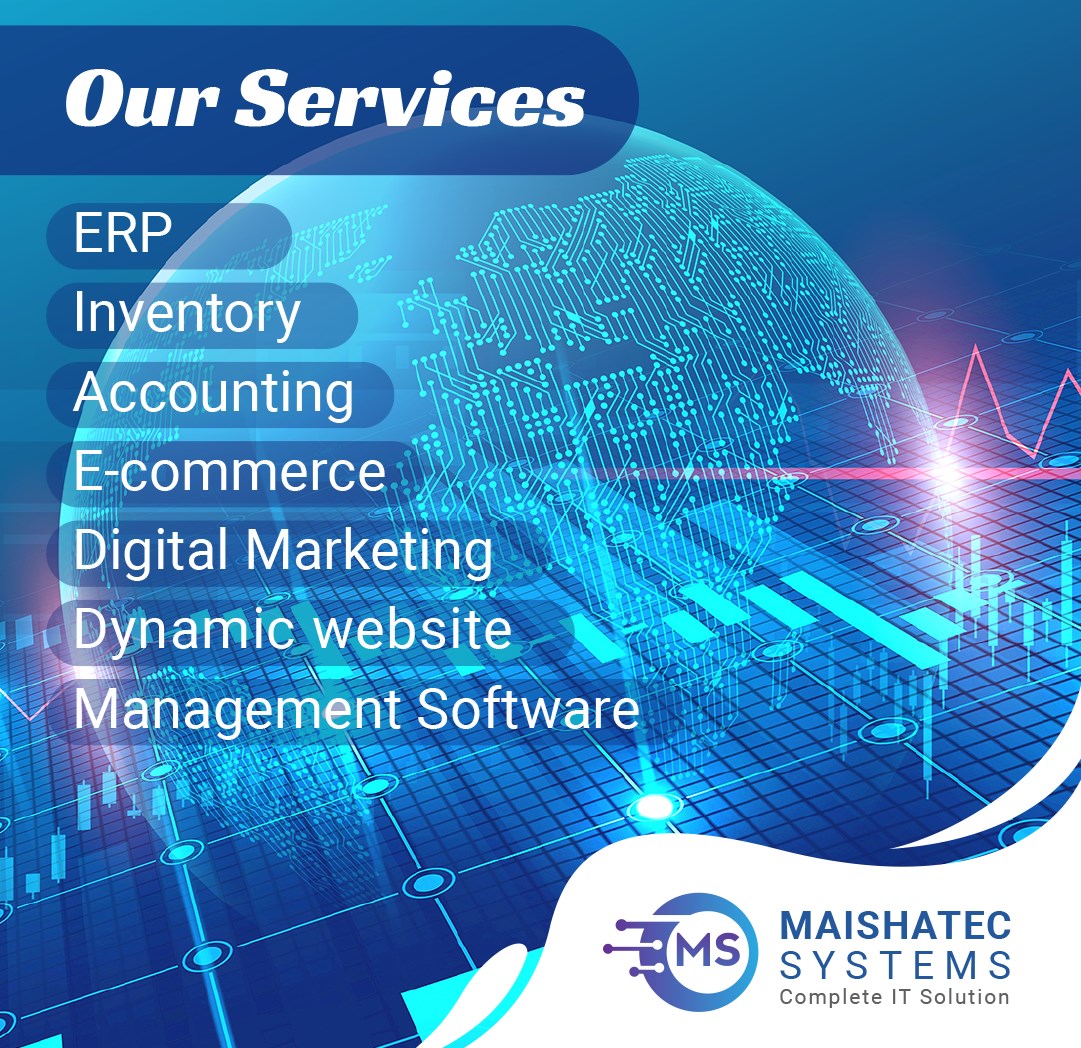 Our Services
ERP
Inventory
Accounting
E-commerce
Digital Marketing
Dynamic website
Management Software
MS
MAISHATEC
SYSTEMS
Complete IT Solution